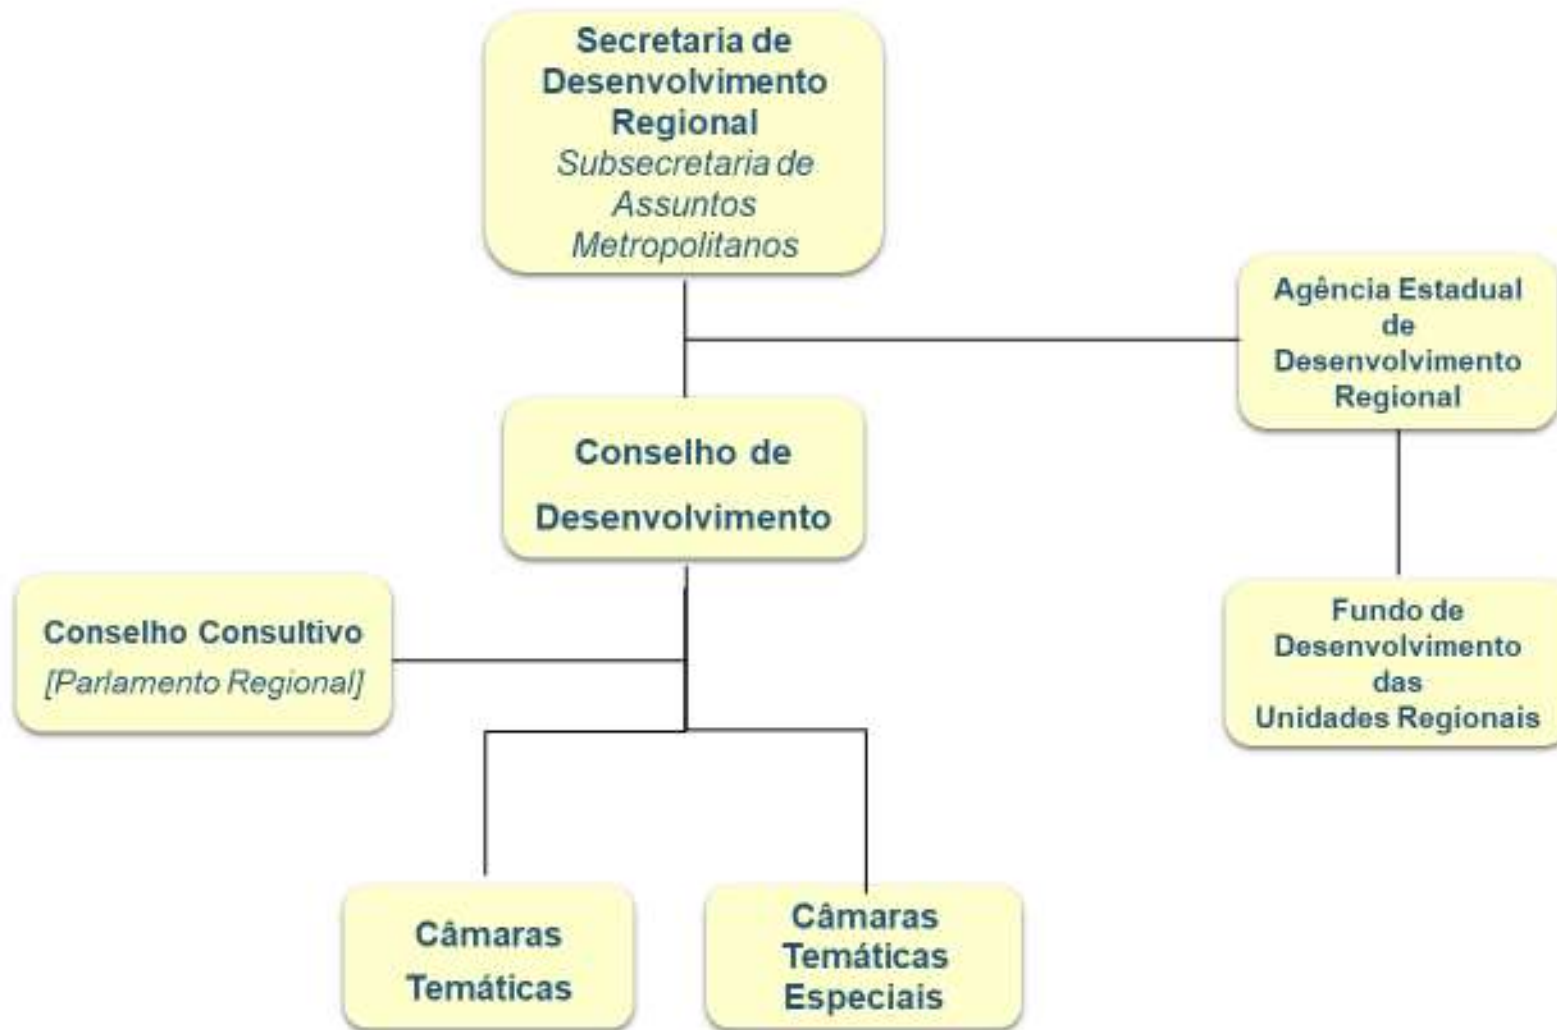 Secretaria de
Desenvolvimento
Regional
Subsecretaria de
Assuntos
Metropolitanos
Agência Estadual
de
Desenvolvimento
Regional
Conselho de
Desenvolvimento
Conselho Consultivo
[Parlamento Regional]
Fundo de
Desenvolvimento
das
Unidades Regionais
Câmaras
Temáticas
Câmaras
Temáticas
Especiais